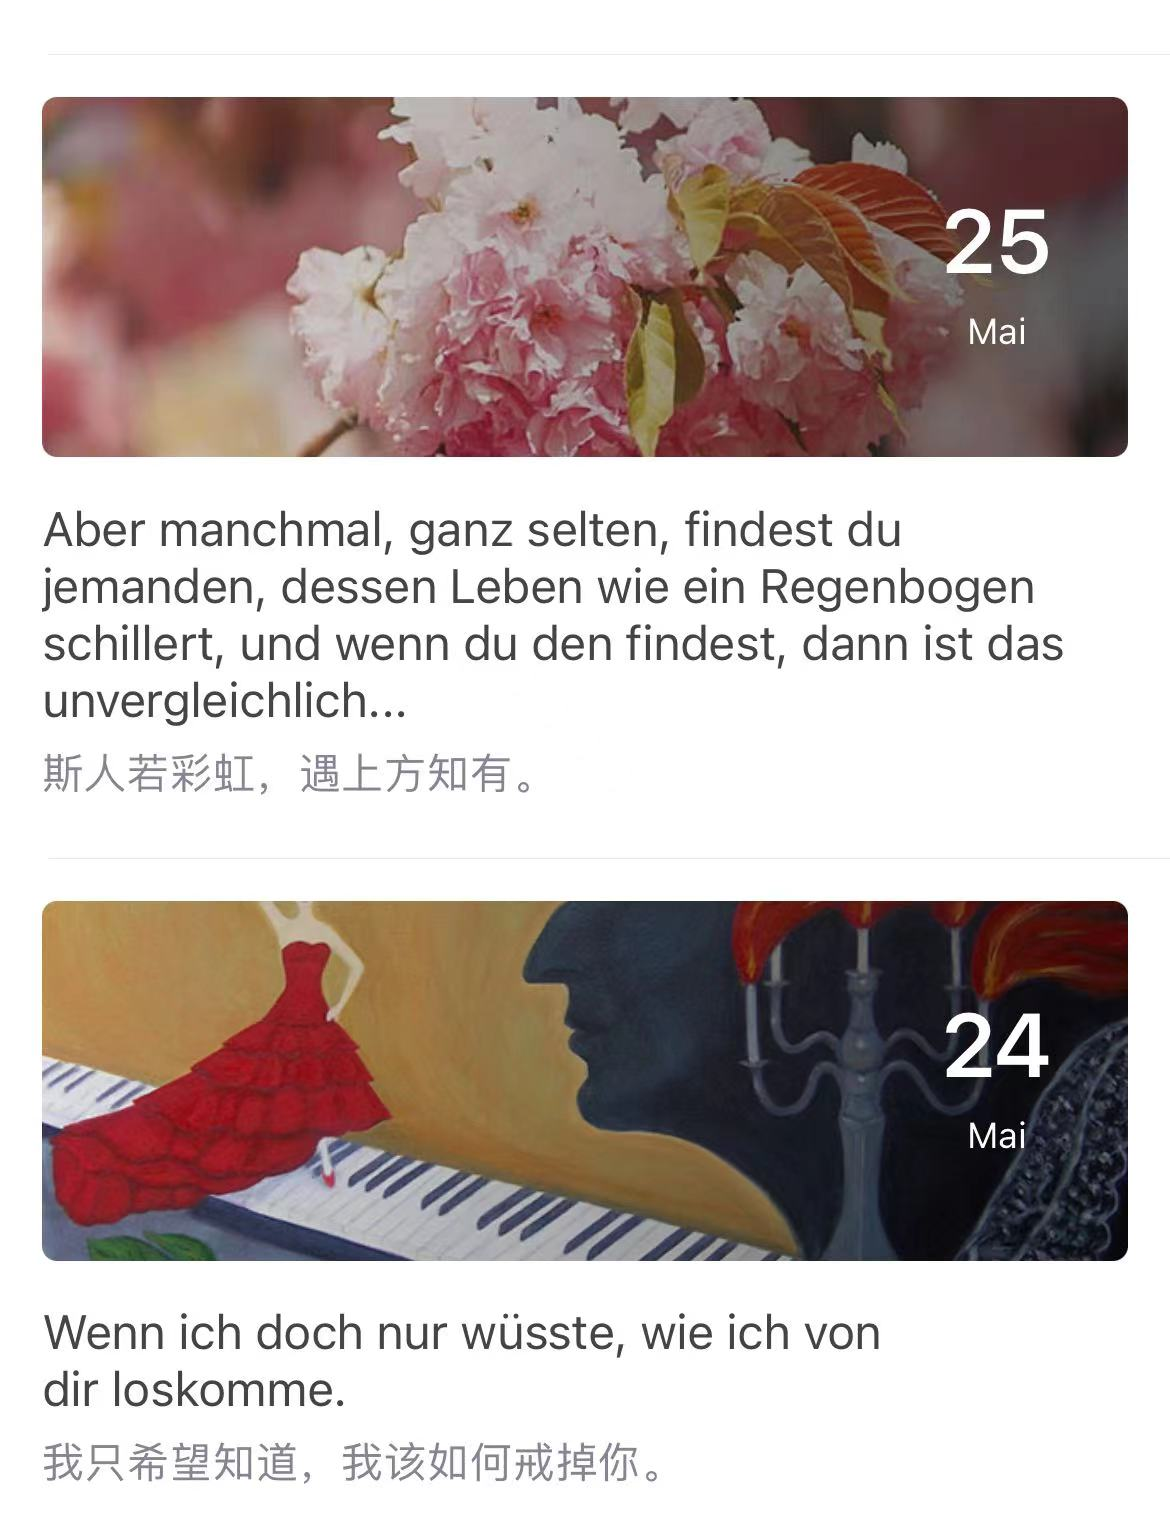 25
Mai
Aber manchmal, ganz selten, findest du
jemanden, dessen Leben wie ein Regenbogen
schillert, und wenn du den findest, dann ist das
unvergleichlich...
斯人若彩虹，遇上方知有。
24
Mai
Wenn ich doch nur wüsste, wie ich von
dir loskomme.
我只希望知道，我该如何戒掉你。